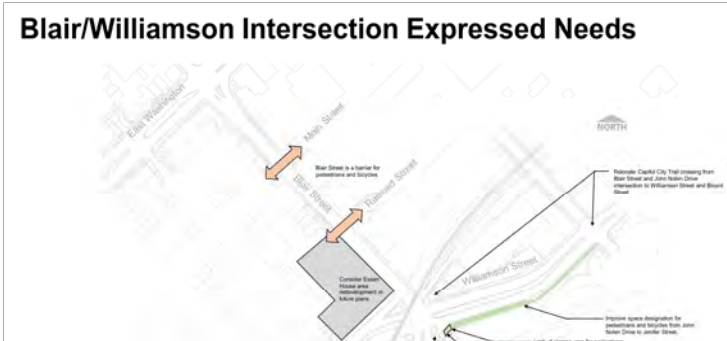 Blair/Williamson Intersection Expressed Needs
East Washington
Main Street
NORTH
Blair Street is a barrier for
pedestrians and bicycles
Relocate Capitol City Trail crossing from
Blair Street and John Nolen Drive
intersection to Williamson Street and Blount
Street
Blair Street
Railroad Street
Consider Essen
House area
redevelopment in
future plans
Williamson Street
Improve space designation for
pedestrians and bicycles from John
Nolen Drive to Jenifer Street.